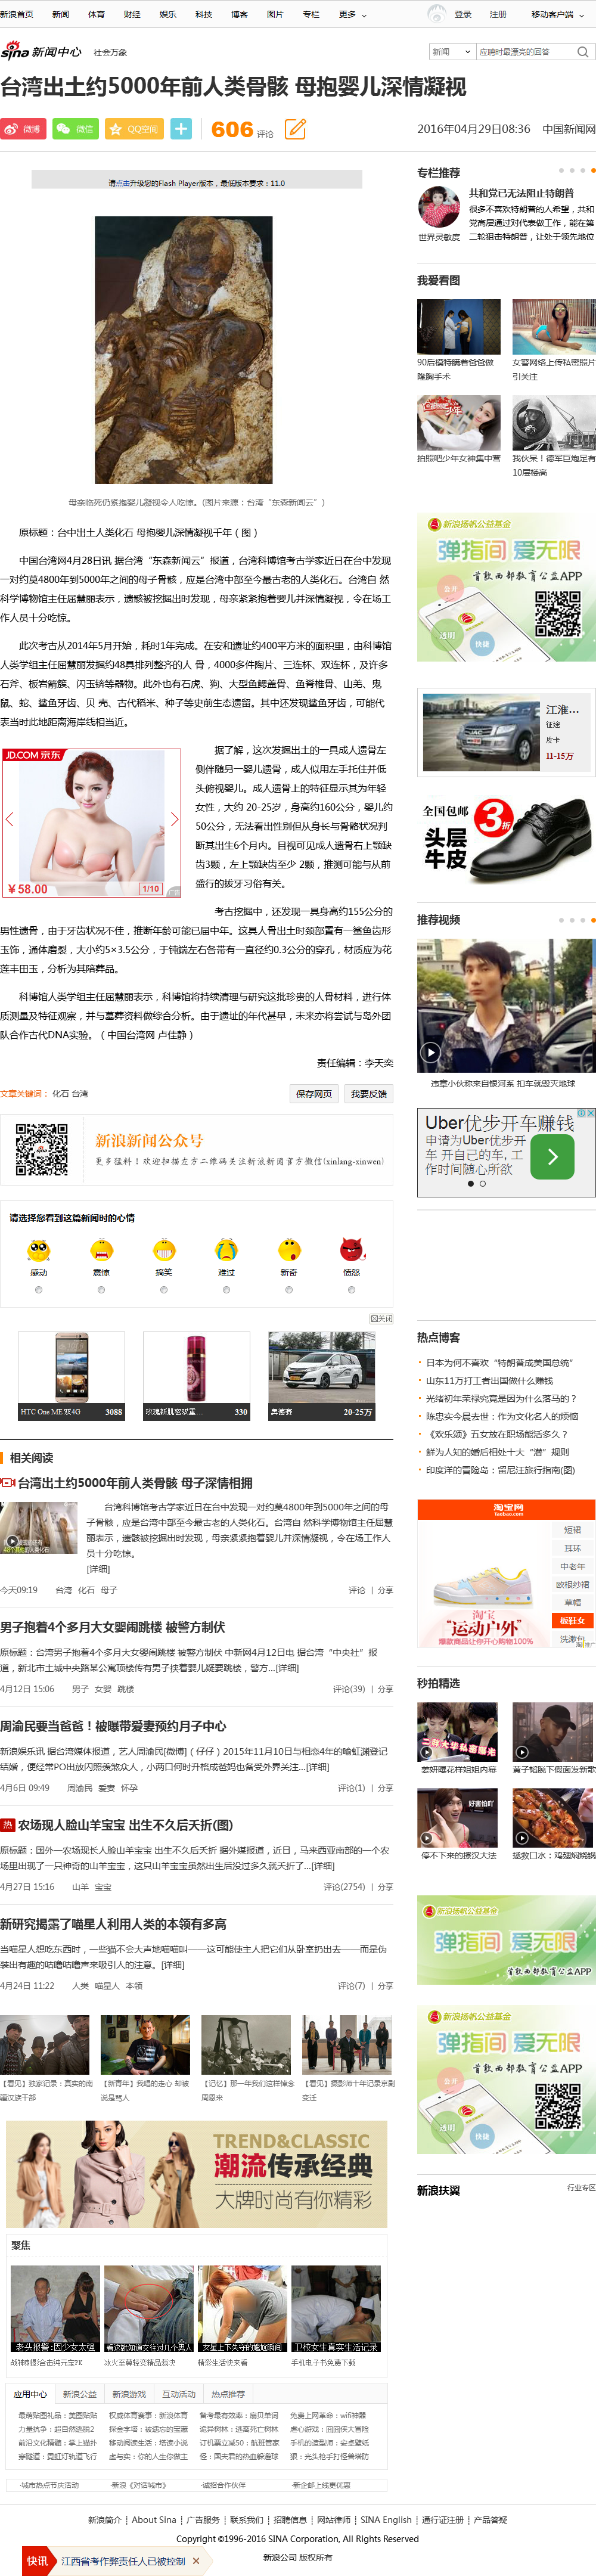 新浪首页 新闻 体育 财经 娱乐 科技 博客 图片 专栏 更多 登录 注册 移动客户端
sina 新闻中心 社会万象 新闻 应聘时最漂亮的回答
台湾出土约5000年前人类骨骸 母抱婴儿深情凝视
微博 微信 QQ空间 606 评论 2016年04月29日08:36 中国新闻网
请点击升级您的Flash Player版本，最低版本要求：11.0
母亲临死仍紧抱婴儿凝视令人吃惊。(图片来源：台湾“东森新闻云”)
原标题：台中出土人类化石 母抱婴儿深情凝视千年（图）
中国台湾网4月28日讯 据台湾“东森新闻云”报道，台湾科博馆考古学家近日在台中发现
一对约莫4800年到5000年之间的母子骨骸，应是台湾中部至今最古老的人类化石。台湾自 然
科学博物馆主任屈慧丽表示，遗骸被挖掘出时发现，母亲紧紧抱着婴儿并深情凝视，令在场工
作人员十分吃惊。
此次考古从2014年5月开始，耗时1年完成。在安和遗址约400平方米的面积里，由科博馆
人类学组主任屈慧丽发掘约48具排列整齐的人 骨，4000多件陶片、三连杯、双连杯，及许多
石斧、板岩箭簇、闪玉锛等器物。此外也有石虎、狗、大型鱼鳃盖骨、鱼脊椎骨、山羌、鬼
鼠、蛇、鲨鱼牙齿、贝 壳、古代稻米、种子等史前生态遗留。其中还发现鲨鱼牙齿，可能代
表当时此地距离海岸线相当近。
JD.COM 京东
￥58.00 1/10
据了解，这次发掘出土的一具成人遗骨左
侧伴随另一婴儿遗骨，成人似用左手托住并低
头俯视婴儿。成人遗骨上的特征显示其为年轻
女性，大约 20-25岁，身高约160公分，婴儿约
50公分，无法看出性别但从身长与骨骼状况判
断其出生6个月内。目视可见成人遗骨右上颚缺
齿3颗，左上颚缺齿至少 2颗，推测可能与从前
盛行的拔牙习俗有关。
考古挖掘中，还发现一具身高约155公分的
男性遗骨，由于牙齿状况不佳，推断年龄可能已届中年。这具人骨出土时颈部置有一鲨鱼齿形
玉饰，通体磨裂，大小约5×3.5公分，于钝端左右各带有一直径约0.3公分的穿孔，材质应为花
莲丰田玉，分析为其陪葬品。
科博馆人类学组主任屈慧丽表示，科博馆将持续清理与研究这批珍贵的人骨材料，进行体
质测量及特征观察，并与墓葬资料做综合分析。由于遗址的年代甚早，未来亦将尝试与岛外团
队合作古代DNA实验。（中国台湾网 卢佳静）
责任编辑：李天奕
文章关键词： 化石 台湾 保存网页 我要反馈
新浪新闻公众号
更多猛料！欢迎扫描左方二维码关注新浪新闻官方微信(xinlang-xinwen)
请选择您看到这篇新闻时的心情
感动 震惊 搞笑 难过 新奇 愤怒
关闭
HTC One ME 双4G 3088 玫瑰新肌密双重... 330 奥德赛 20-25万
相关阅读
台湾出土约5000年前人类骨骸 母子深情相拥
台湾科博馆考古学家近日在台中发现一对约莫4800年到5000年之间的母
子骨骸，应是台湾中部至今最古老的人类化石。台湾自 然科学博物馆主任屈
慧丽表示，遗骸被挖掘出时发现，母亲紧紧抱着婴儿并深情凝视，令在场工作人
员十分吃惊。
[详细]
今天09:19 台湾 化石 母子 评论 | 分享
男子抱着4个多月大女婴闹跳楼 被警方制伏
原标题：台湾男子抱着4个多月大女婴闹跳楼 被警方制伏 中新网4月12日电 据台湾“中央社”报
道，新北市土城中央路某公寓顶楼传有男子挟着婴儿疑要跳楼，警方...[详细]
4月12日 15:06 男子 女婴 跳楼 评论(39) | 分享
周渝民要当爸爸！被曝带爱妻预约月子中心
新浪娱乐讯 据台湾媒体报道，艺人周渝民[微博]（仔仔）2015年11月10日与相恋4年的喻虹渊登记
结婚，便经常PO出放闪照羡煞众人，小两口何时升格成爸妈也备受外界关注...[详细]
4月6日 09:49 周渝民 爱妻 怀孕 评论(1) | 分享
热 农场现人脸山羊宝宝 出生不久后夭折(图)
原标题：国外一农场现长人脸山羊宝宝 出生不久后夭折 据外媒报道，近日，马来西亚南部的一个农
场里出现了一只神奇的山羊宝宝，这只山羊宝宝虽然出生后没过多久就夭折了...[详细]
4月27日 15:16 山羊 宝宝 评论(2754) | 分享
新研究揭露了喵星人利用人类的本领有多高
当喵星人想吃东西时，一些猫不会大声地喵喵叫——这可能使主人把它们从卧室扔出去——而是伪
装出有趣的咕噜咕噜声来吸引人的注意。[详细]
4月24日 11:22 人类 喵星人 本领 评论(7) | 分享
【看见】独家记录：真实的南疆汉族干部
【新青年】我唱的走心 却被说是骂人
【记忆】那一年我们这样悼念周恩来
【看见】摄影师十年记录京剧变迁
TREND&CLASSIC
潮流传承经典
大牌时尚有你精彩
聚焦
老头报警:因少女太强 看这就知道女往过几个男人 女星上下失守的尴尬瞬间 卫校女生真实生活记录
战神刺影合击纯元宝PK 冰火至尊轻变精品裁决 精彩生活快来看 手机电子书免费下载
应用中心 新浪公益 新浪游戏 互动活动 热点推荐
最萌贴图礼品：美图贴贴 权威体育赛事：新浪体育 备考最有效率：扇贝单词 免费上网革命：wifi神器
力量抗争：超自然逃脱2 探金字塔：被遗忘的宝藏 诡异树林：逃离死亡树林 虐心游戏：囧囧侠大冒险
前沿文化精髓：掌上猫扑 移动阅读生活：塔读小说 订机票立减50：航班管家 手机的造型师：安卓壁纸
穿隧道：霓虹灯轨道飞行 虚与实：你的人生你做主 怪：国夫君的热血躲避球 狠：光头枪手打怪兽塔防
·城市热点节庆活动 ·新浪《对话城市》 ·诚招合作伙伴 ·新企邮上线更优惠
专栏推荐
共和党已无法阻止特朗普
很多不喜欢特朗普的人希望，共和
党高层通过对代表做工作，能在第
二轮狙击特朗普，让处于领先地位
世界灵敏度
我爱看图
90后模特瞒着爸爸做隆胸手术
女警网络上传私密照片引关注
拍照吧少年女神集中营
我伙呆！德军巨炮足有10层楼高
新浪扬帆公益基金
弹指间 爱无限
首款西部教育公益APP
公开
透明
快捷
江淮...
征途
皮卡
11-15万
全国包邮 3折
头层牛皮
推荐视频
违章小伙称来自银河系 扣车就毁灭地球
Uber优步开车赚钱
申请为Uber优步开
车 开自己的车, 工
作时间随心所欲
热点博客
日本为何不喜欢“特朗普成美国总统”
山东11万打工者出国做什么赚钱
光绪初年荣禄究竟是因为什么落马的？
陈忠实今晨去世：作为文化名人的烦恼
《欢乐颂》五女放在职场能活多久？
鲜为人知的婚后相处十大“潜”规则
印度洋的冒险岛：留尼汪旅行指南(图)
淘宝网
Taobao.com
短裙
耳环
中老年
欧根纱裙
草帽
板鞋女
洗漱包
淘宝
“运动户外”
爆款商品让你开心购物100%
秒拍精选
姜妍曝花样姐姐内幕
黄子韬脱下假面发新歌
好害怕吖
停不下来的撩汉大法
拯救口水：鸡翅焖烧锅
新浪扬帆公益基金
弹指间 爱无限
首款西部教育公益APP
新浪扬帆公益基金
弹指间 爱无限
首款西部教育公益APP
公开
透明
快捷
新浪扶翼 行业专区
新浪简介 ┊ About Sina ┊ 广告服务 ┊ 联系我们 ┊ 招聘信息 ┊ 网站律师 ┊ SINA English ┊ 通行证注册 ┊ 产品答疑
Copyright ©1996-2016 SINA Corporation, All Rights Reserved
新浪公司 版权所有
快讯 江西省考作弊责任人已被控制 ×